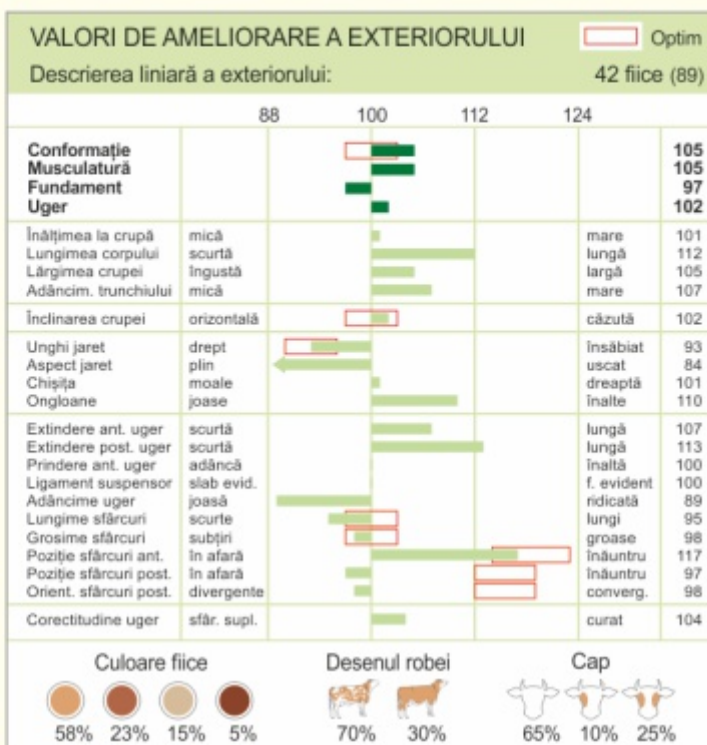 VALORI DE AMELIORARE A EXTERIORULUI Optim
Descrierea liniară a exteriorului: 42 fiice (89)
88 100 112 124
Conformație 105
Musculatură 105
Fundament 97
Uger 102
Înălțimea la crupă mică mare 101
Lungimea corpului scurtă lungă 112
Lărgimea crupei îngustă largă 105
Adâncim. trunchiului mică mare 107
Înclinarea crupei orizontală căzută 102
Unghi jaret drept însăbiat 93
Aspect jaret plin uscat 84
Chișița moale dreaptă 101
Ongloane joase înalte 110
Extindere ant. uger scurtă lungă 107
Extindere post. uger scurtă lungă 113
Prindere ant. uger adâncă înaltă 100
Ligament suspensor slab evid. f. evident 100
Adâncime uger joasă ridicată 89
Lungime sfârcuri scurte lungi 95
Grosime sfârcuri subțiri groase 98
Poziție sfârcuri ant. în afară înăuntru 117
Poziție sfârcuri post. în afară înăuntru 97
Orient. sfârcuri post. divergente converg. 98
Corectitudine uger sfâr. supl. curat 104
Culoare fiice Desenul robei Cap
58% 23% 15% 5% 70% 30% 65% 10% 25%